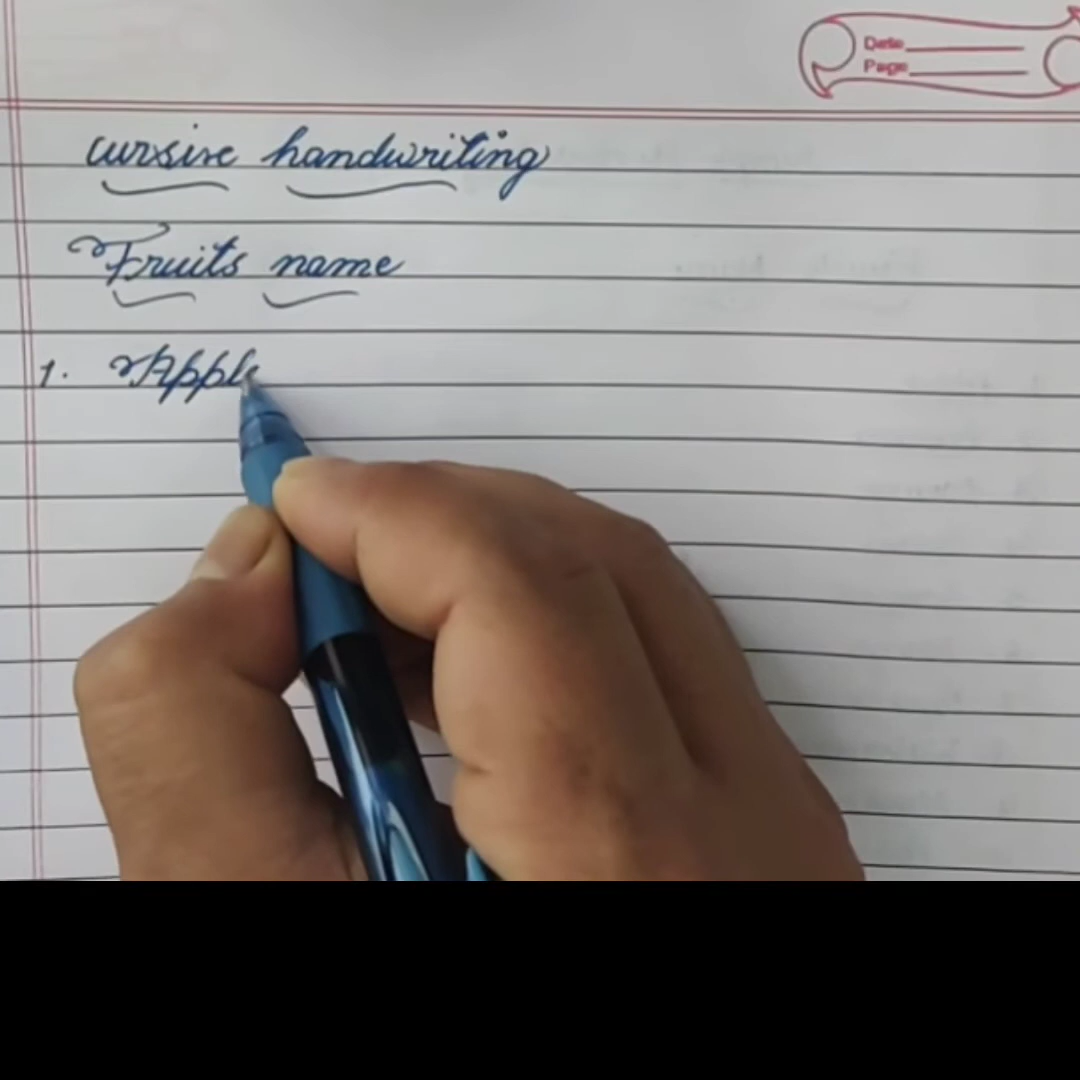 Date
Page
cursive handwriting
Fruits name
1. Apple